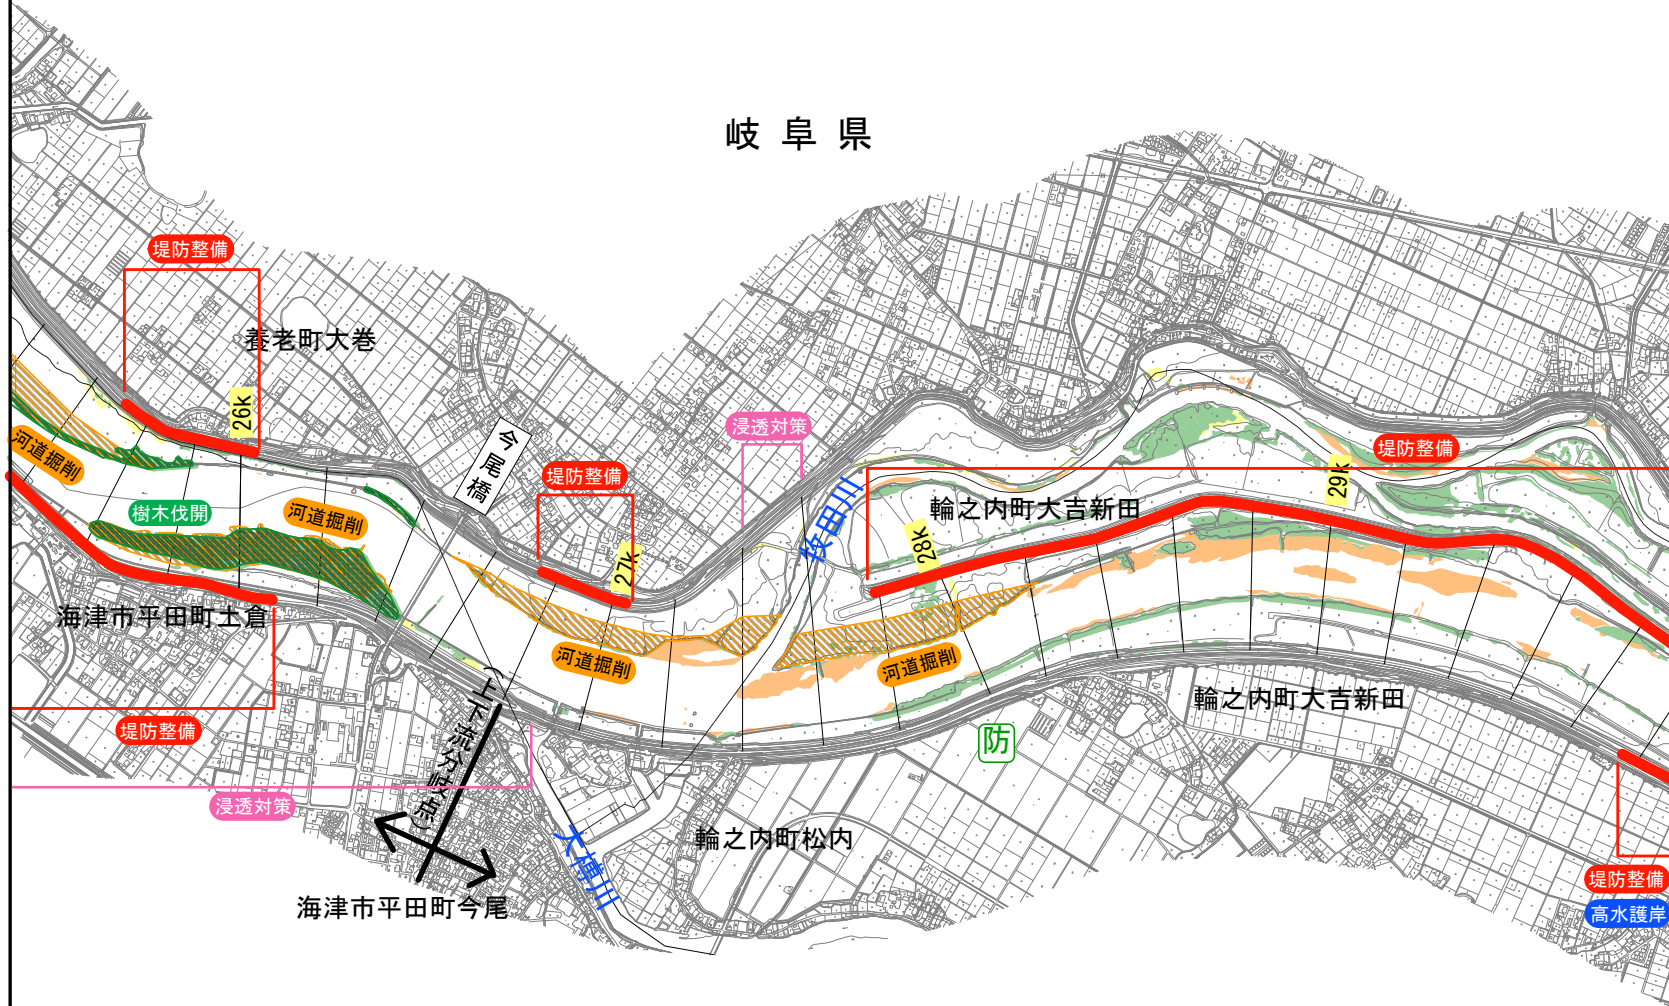 岐阜県
堤防整備
養老町大巻
26k
今尾橋
浸透対策
堤防整備
堤防整備
河道掘削
樹木伐開
河道掘削
27k
牧田川
28k
輪之内町大吉新田
29k
海津市平田町土倉
河道掘削
河道掘削
(上下流分岐点)
輪之内町大吉新田
堤防整備
防
浸透対策
大榑川
輪之内町松内
海津市平田町今尾
堤防整備
高水護岸